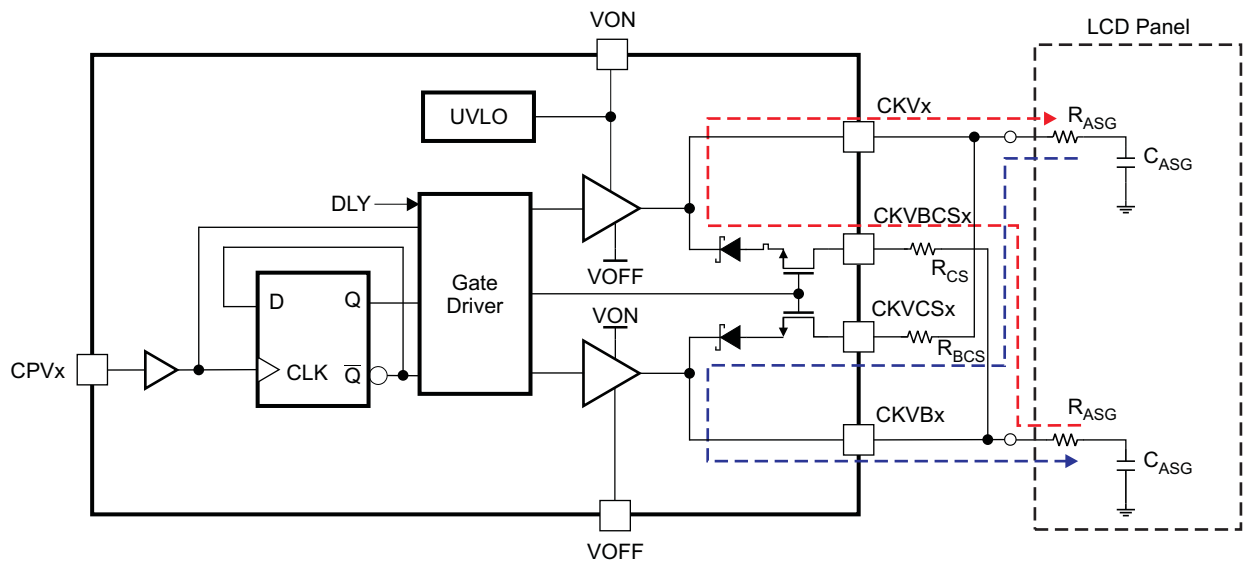 VON
LCD Panel
UVLO
CKVx
RASG
CASG
DLY
CKVBCSx
VOFF
RCS
Gate
Driver
D
Q
VON
CKVCSx
RBCS
CPVx
CLK
Q
CKVBx
RASG
CASG
VOFF